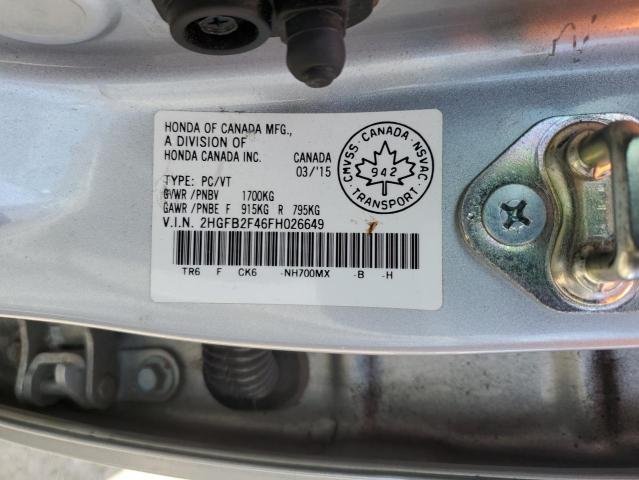 HONDA OF CANADA MFG.,
A DIVISION OF
HONDA CANADA INC. CANADA
03/'15
TYPE: PC/VT
GVWR/PNBV 1700KG
GAWR/PNBE F 915KG R 795KG
V.I.N. 2HGFB2F46FH026649
TR6 F CK6 -NH700MX -B -H
CMVSS · CANADA · NSVAC
942
TRANSPORT